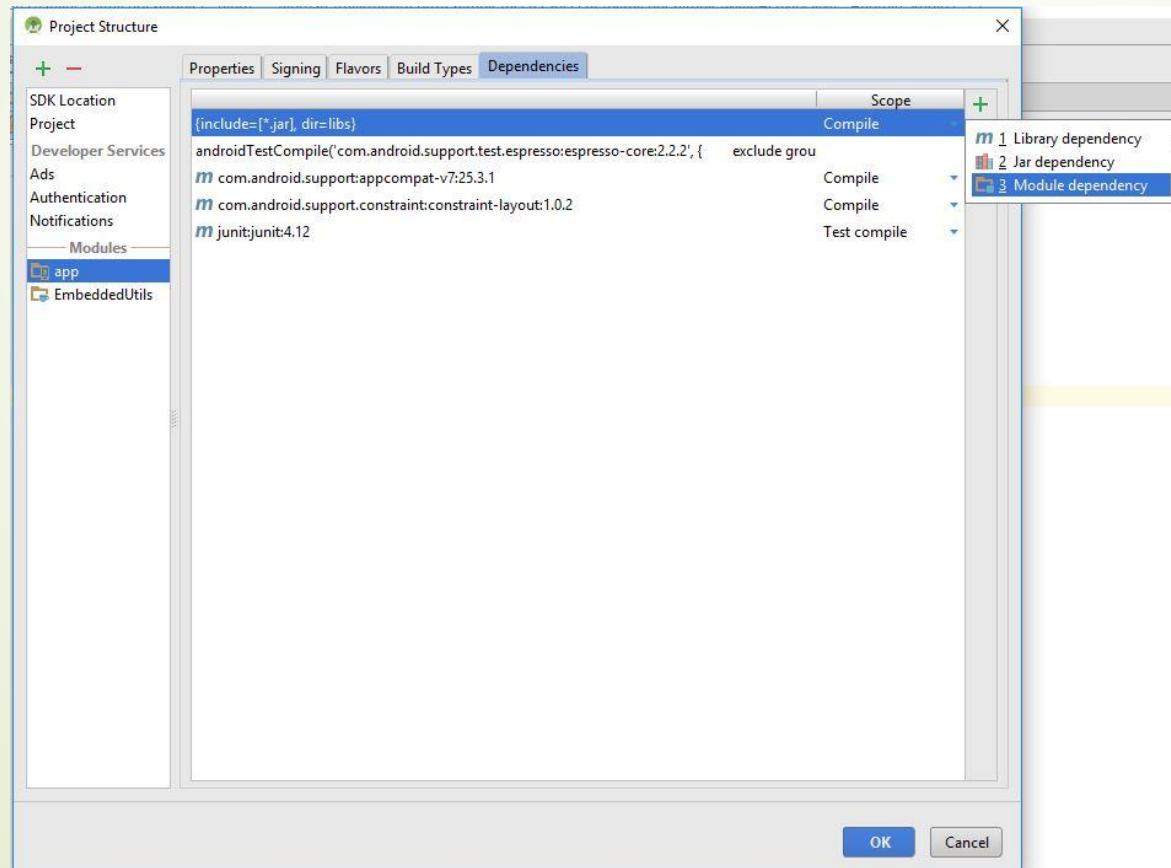 Project Structure
Properties Signing Flavors Build Types Dependencies
SDK Location
Project
Developer Services
Ads
Authentication
Notifications
Modules
app
EmbeddedUtils
Scope
{include=[*.jar], dir=libs} Compile
androidTestCompile('com.android.support.test.espresso:espresso-core:2.2.2', { exclude grou
m com.android.support:appcompat-v7:25.3.1 Compile
m com.android.support.constraint:constraint-layout:1.0.2 Compile
m junit:junit:4.12 Test compile
m 1 Library dependency
2 Jar dependency
3 Module dependency
OK Cancel